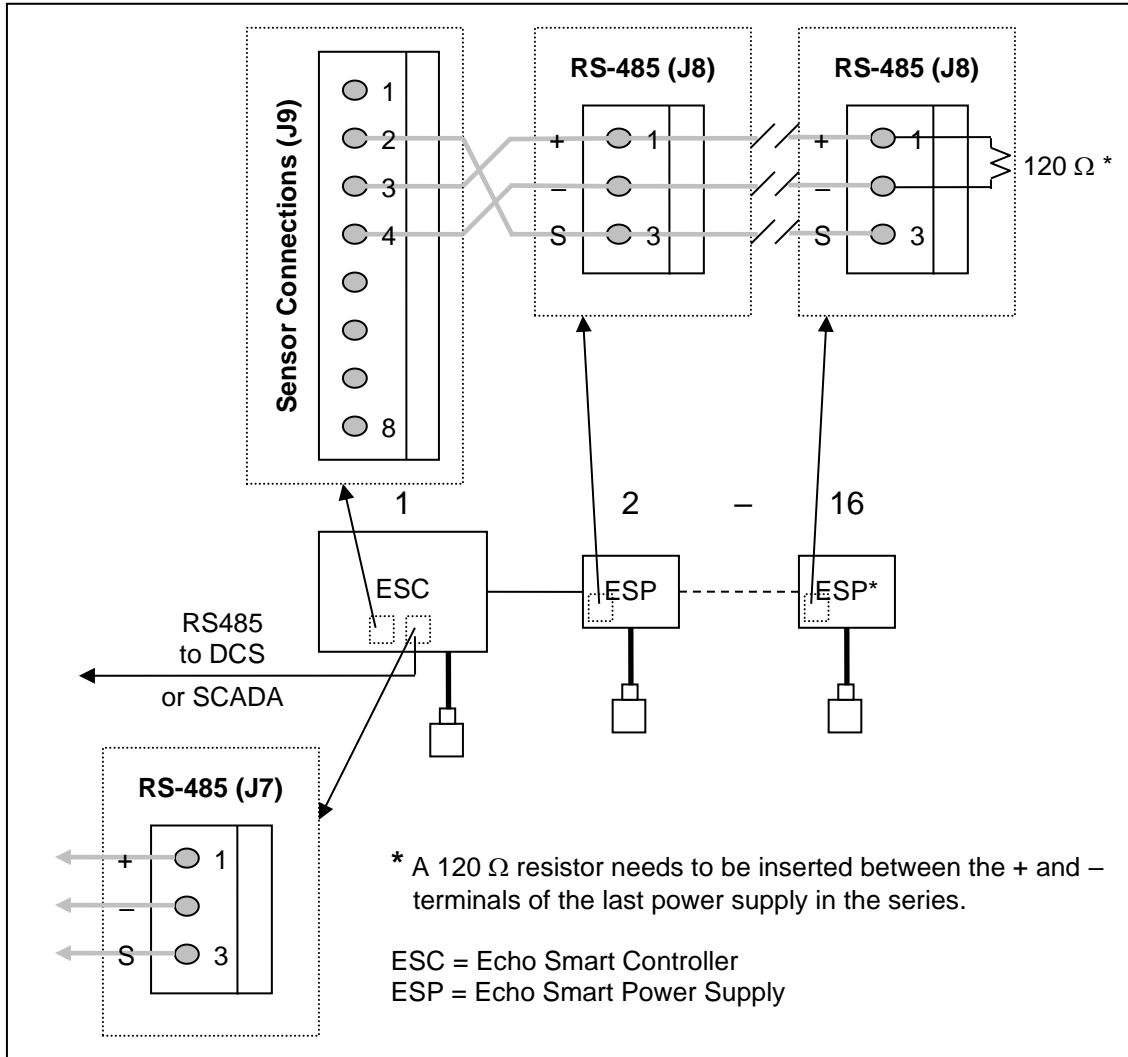 Sensor Connections (J9)
1
2
3
4
8
RS-485 (J8)
+
1
–
S
3
RS-485 (J8)
+
1
–
S
3
120 Ω *
1
2
–
16
ESC
ESP
ESP*
RS485
to DCS
or SCADA
RS-485 (J7)
+
1
–
S
3
* A 120 Ω resistor needs to be inserted between the + and –
terminals of the last power supply in the series.
ESC = Echo Smart Controller
ESP = Echo Smart Power Supply